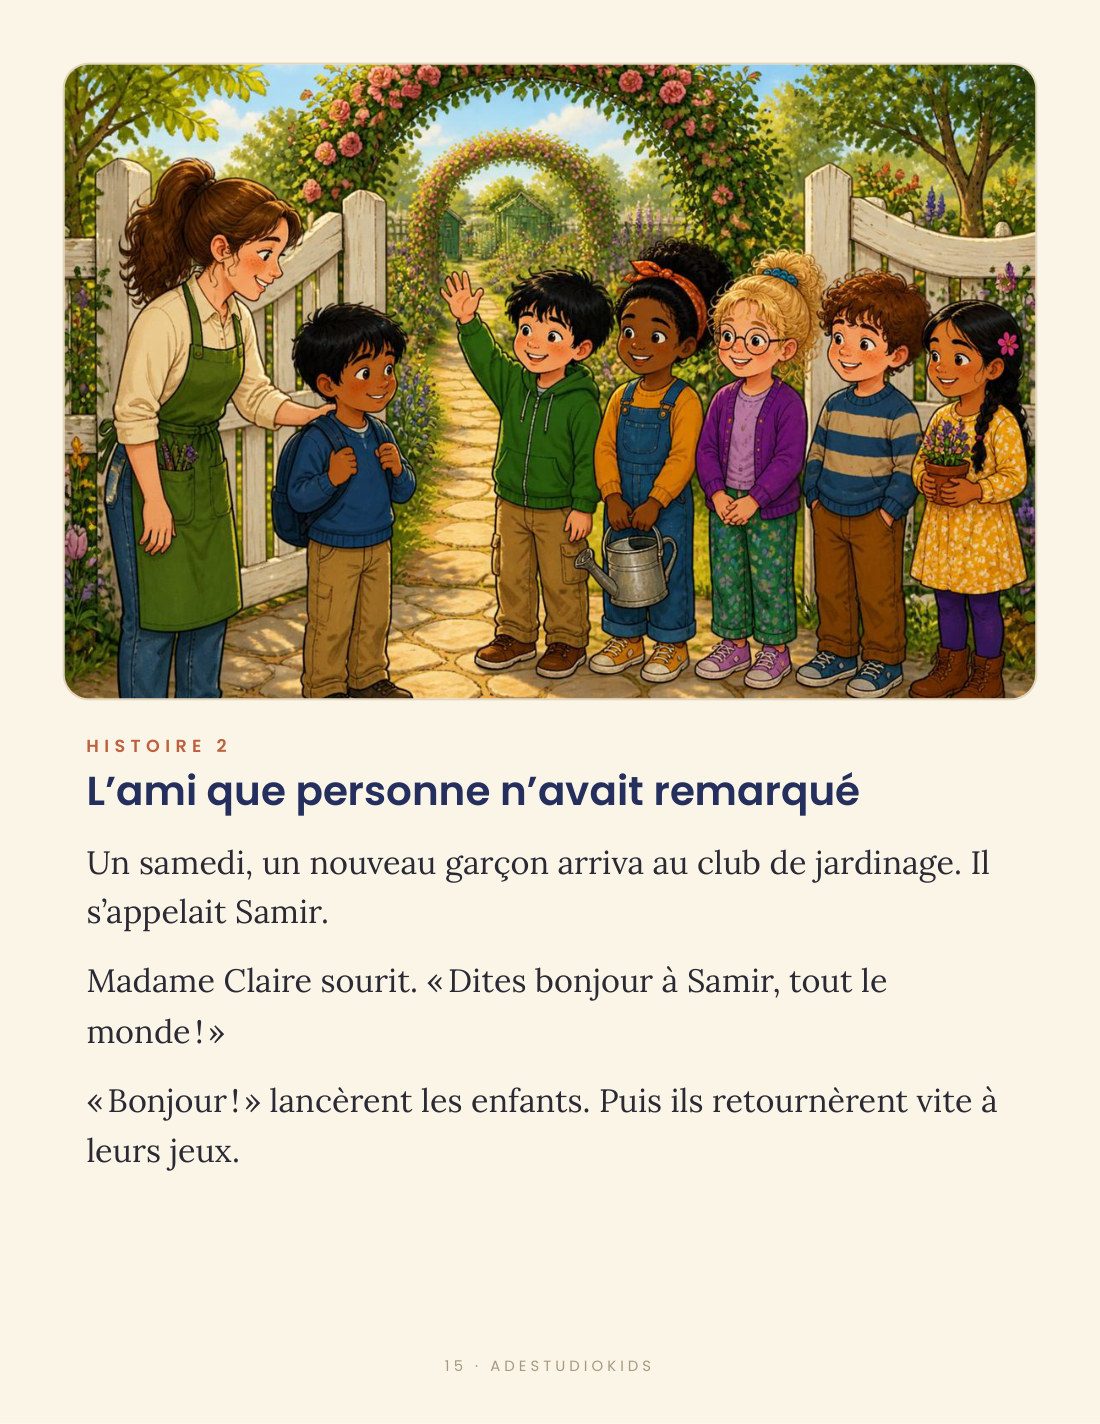 HISTOIRE 2
L’ami que personne n’avait remarqué
Un samedi, un nouveau garçon arriva au club de jardinage. Il
s’appelait Samir.
Madame Claire sourit. « Dites bonjour à Samir, tout le
monde ! »
« Bonjour ! » lancèrent les enfants. Puis ils retournèrent vite à
leurs jeux.
15 · ADESTUDIOKIDS